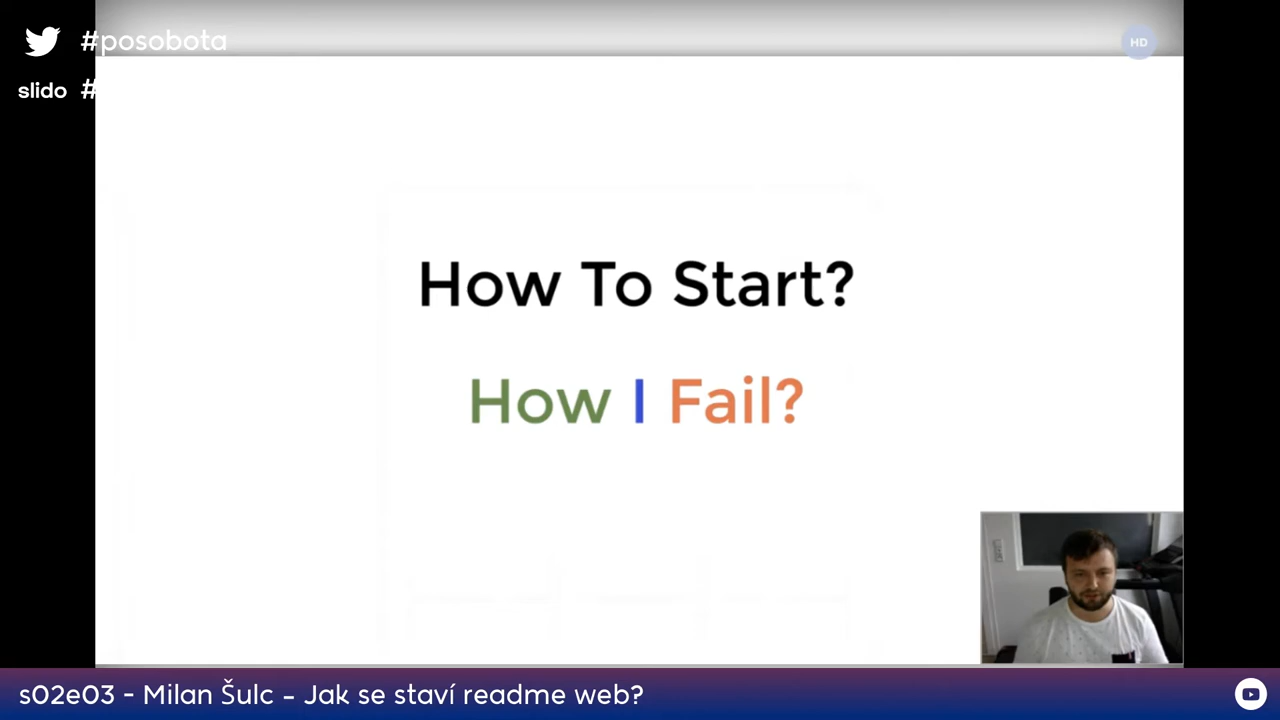 #posobota
slido #
HD
How To Start?
How I Fail?
s02e03 - Milan Šulc - Jak se staví readme web?